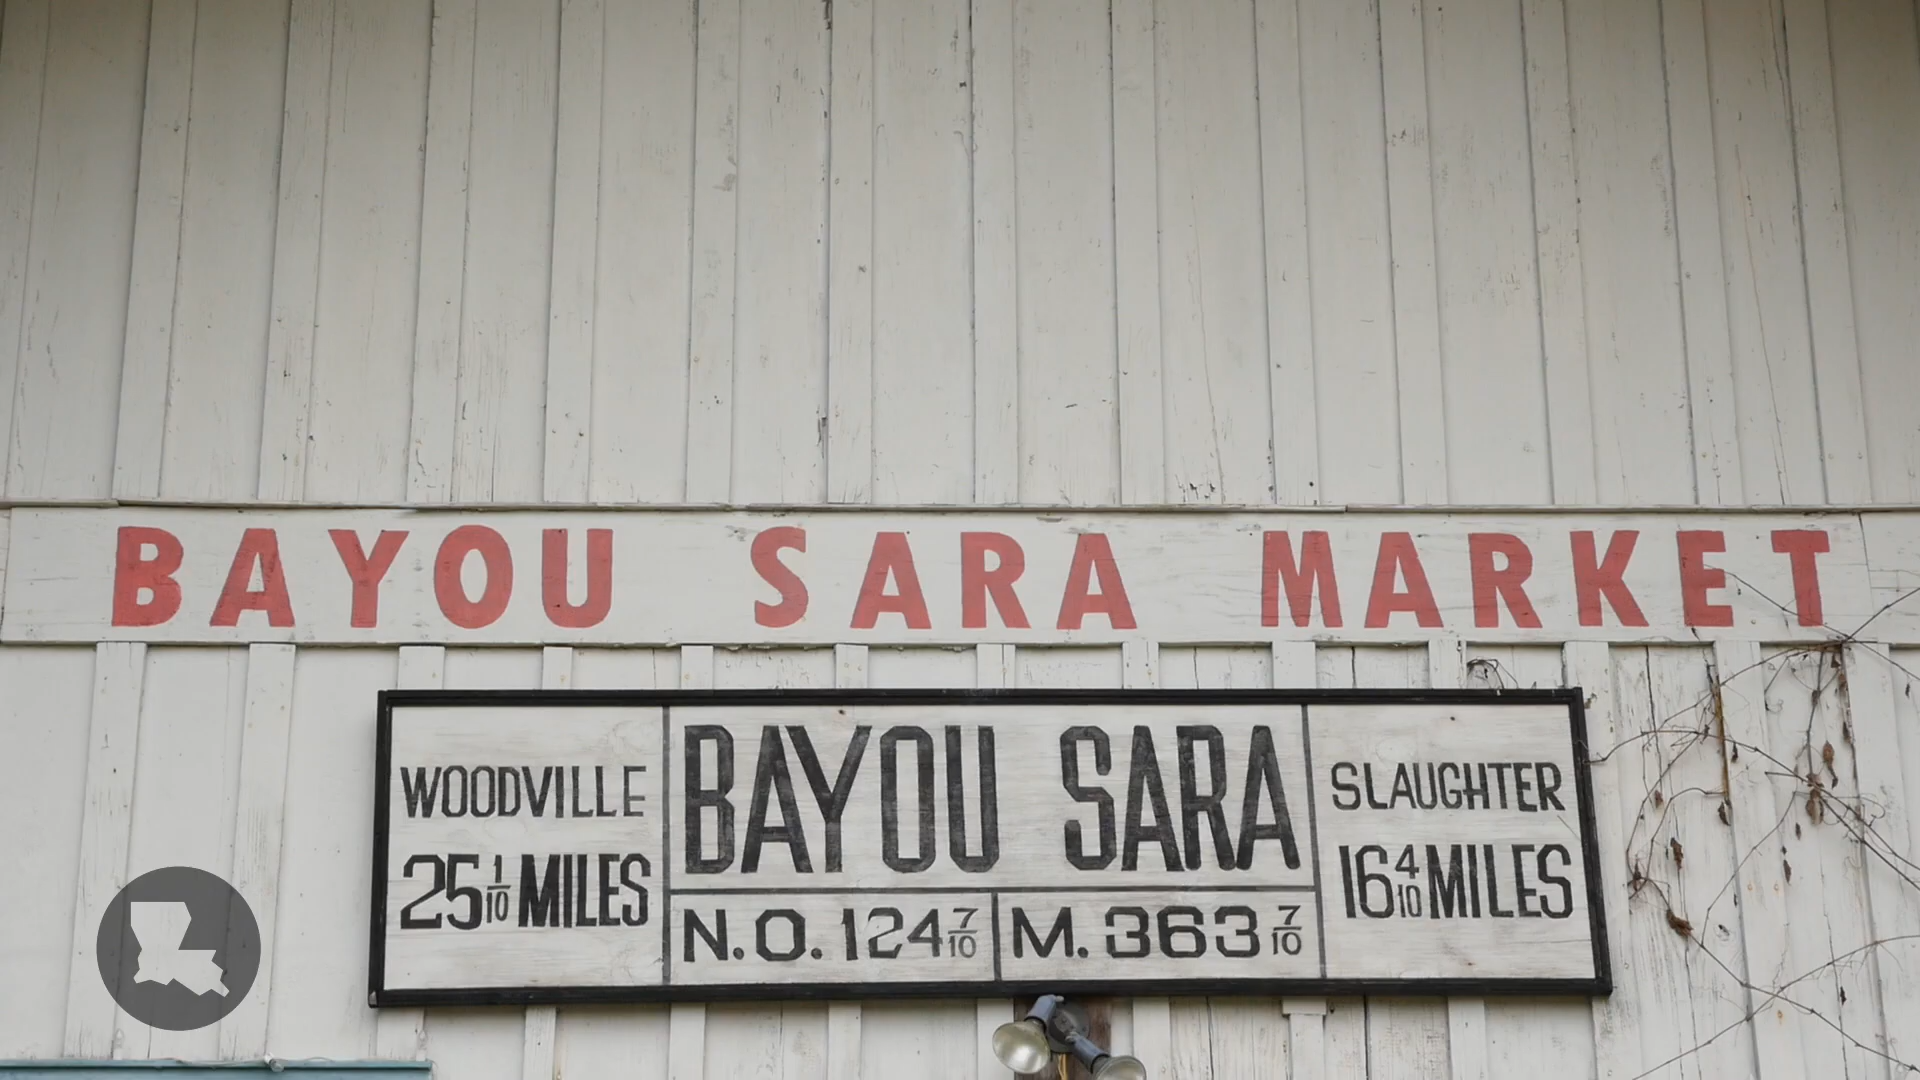 BAYOU SARA MARKET
WOODVILLE
25 1/10 MILES
BAYOU SARA
N.O. 124 7/10
M. 363 7/10
SLAUGHTER
16 4/10 MILES